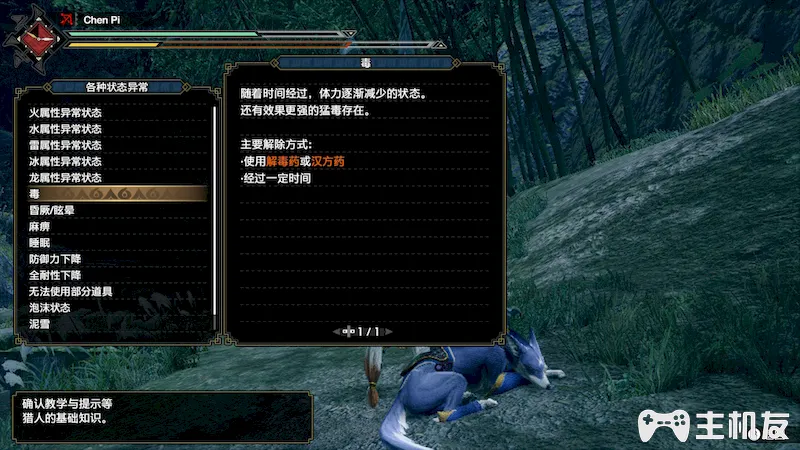 Chen Pi
各种状态异常
火属性异常状态
水属性异常状态
雷属性异常状态
冰属性异常状态
龙属性异常状态
毒
昏厥/眩晕
麻痹
睡眠
防御力下降
全耐性下降
无法使用部分道具
泡沫状态
泥雪
毒
随着时间经过，体力逐渐减少的状态。
还有效果更强的猛毒存在。
主要解除方式：
·使用解毒药或汉方药
·经过一定时间
1 / 1
确认教学与提示等
猎人的基础知识。
主机友